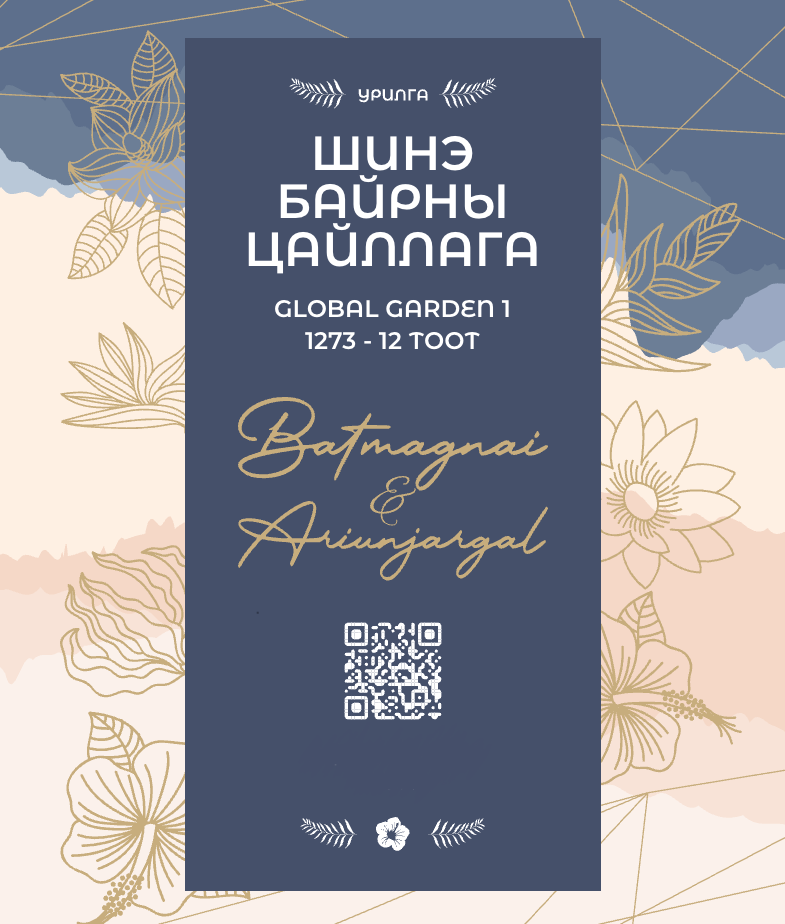 УРИЛГА
ШИНЭ
БАЙРНЫ
ЦАЙЛЛАГА
GLOBAL GARDEN 1
1273 - 12 ТООТ
Batmagnai
&
Ariunjargal